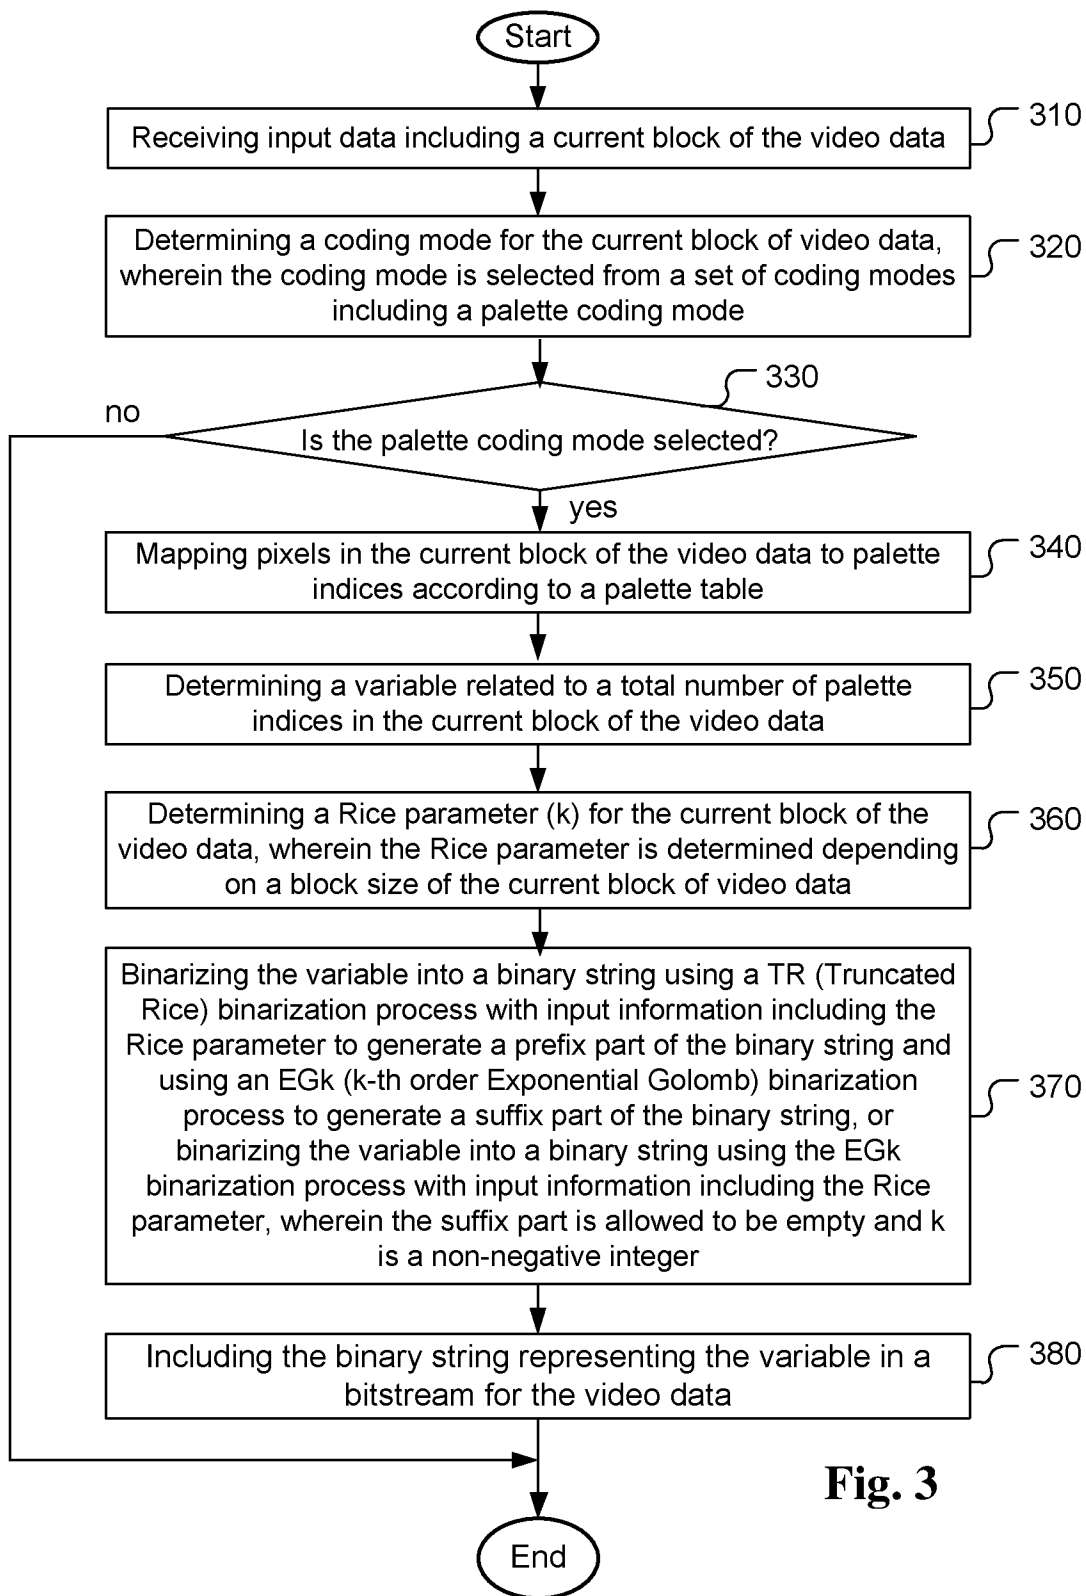 Start
Receiving input data including a current block of the video data
310
Determining a coding mode for the current block of video data,
wherein the coding mode is selected from a set of coding modes
including a palette coding mode
320
330
no
Is the palette coding mode selected?
yes
Mapping pixels in the current block of the video data to palette
indices according to a palette table
340
Determining a variable related to a total number of palette
indices in the current block of the video data
350
Determining a Rice parameter (k) for the current block of the
video data, wherein the Rice parameter is determined depending
on a block size of the current block of video data
360
Binarizing the variable into a binary string using a TR (Truncated
Rice) binarization process with input information including the
Rice parameter to generate a prefix part of the binary string and
using an EGk (k-th order Exponential Golomb) binarization
process to generate a suffix part of the binary string, or
binarizing the variable into a binary string using the EGk
binarization process with input information including the Rice
parameter, wherein the suffix part is allowed to be empty and k
is a non-negative integer
370
Including the binary string representing the variable in a
bitstream for the video data
380
Fig. 3
End